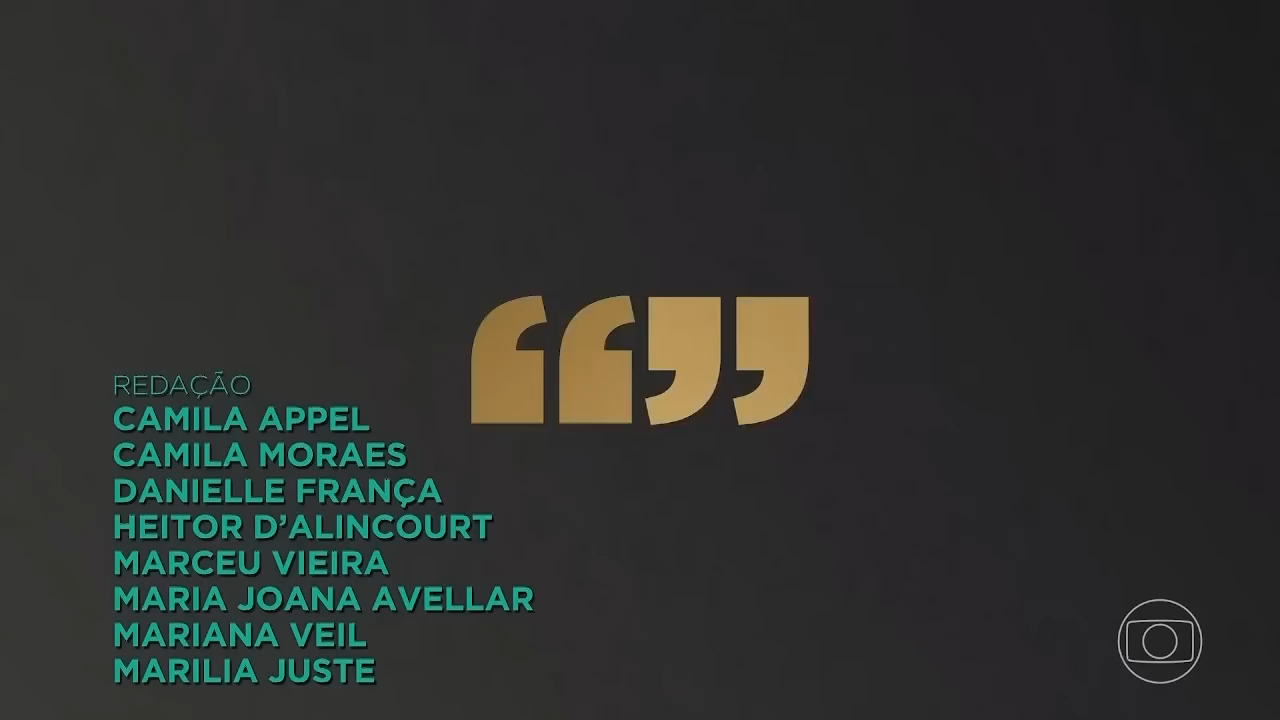 ““””
REDAÇÃO
CAMILA APPEL
CAMILA MORAES
DANIELLE FRANÇA
HEITOR D’ALINCOURT
MARCEU VIEIRA
MARIA JOANA AVELLAR
MARIANA VEIL
MARILIA JUSTE